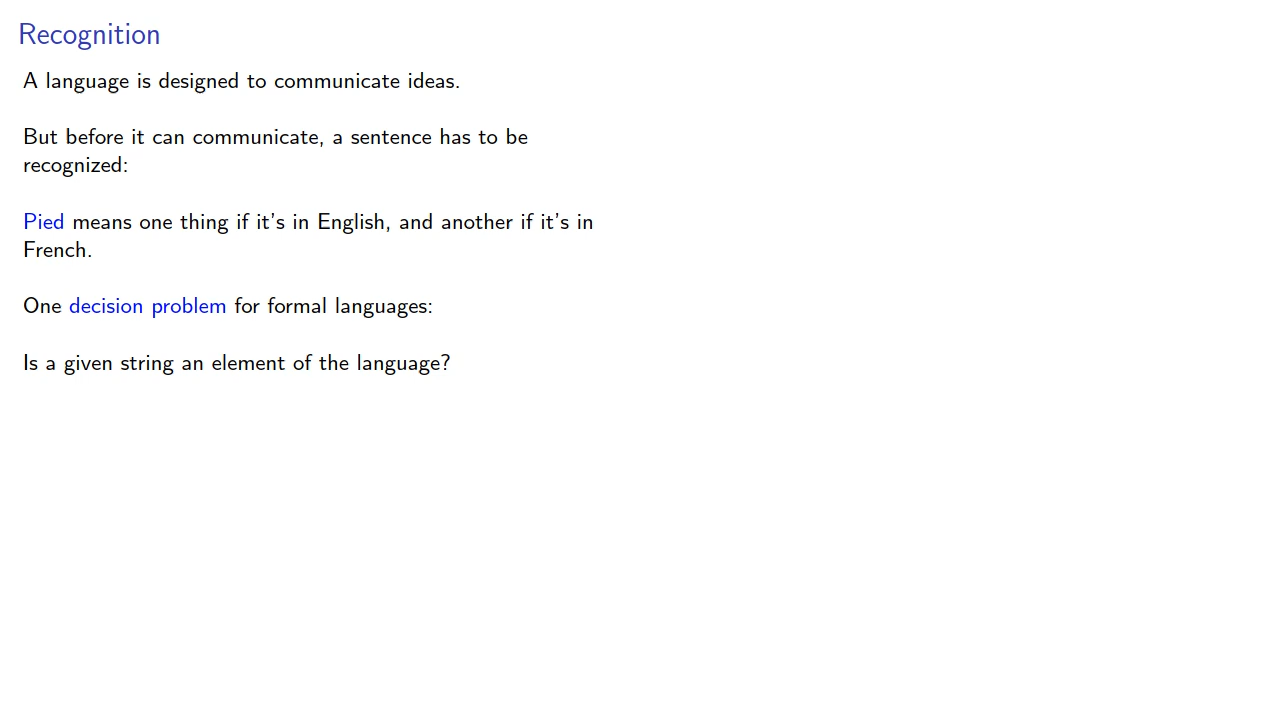 Recognition
A language is designed to communicate ideas.
But before it can communicate, a sentence has to be
recognized:
Pied means one thing if it's in English, and another if it's in
French.
One decision problem for formal languages:
Is a given string an element of the language?